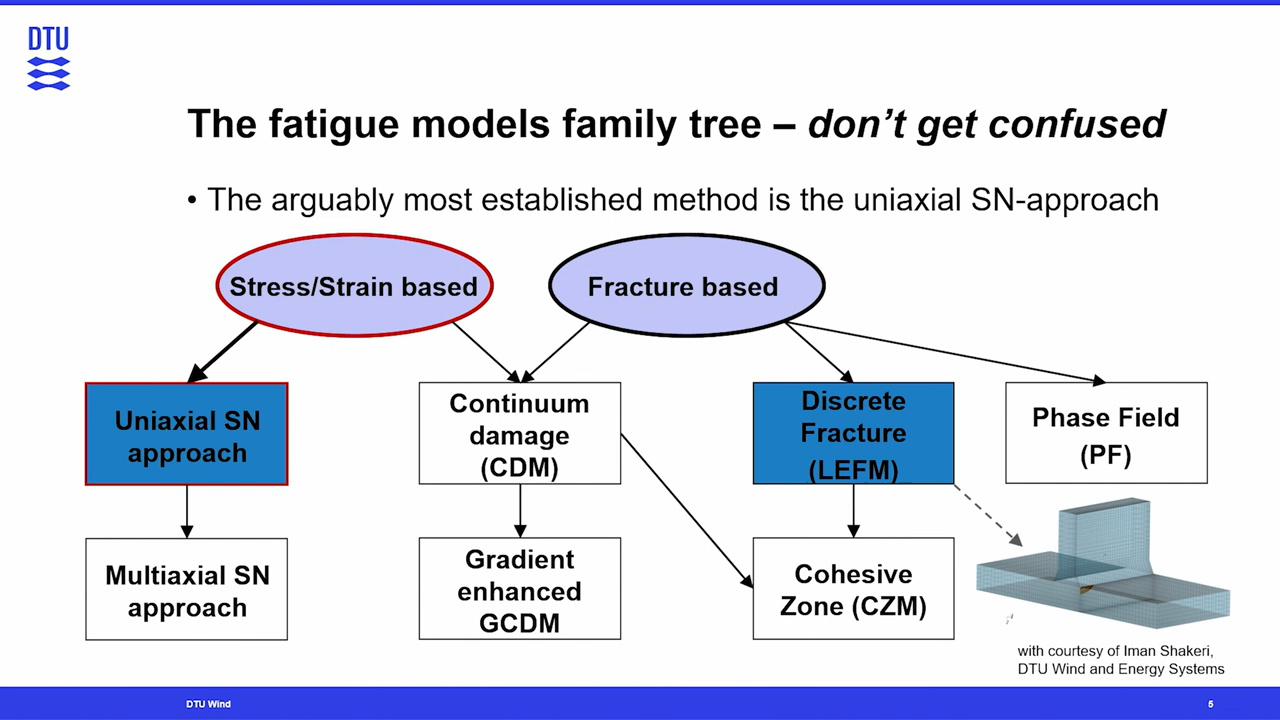 DTU
The fatigue models family tree – don’t get confused
• The arguably most established method is the uniaxial SN-approach
Stress/Strain based
Fracture based
Uniaxial SN
approach
Continuum
damage
(CDM)
Discrete
Fracture
(LEFM)
Phase Field
(PF)
Multiaxial SN
approach
Gradient
enhanced
GCDM
Cohesive
Zone (CZM)
with courtesy of Iman Shakeri,
DTU Wind and Energy Systems
DTU Wind
5